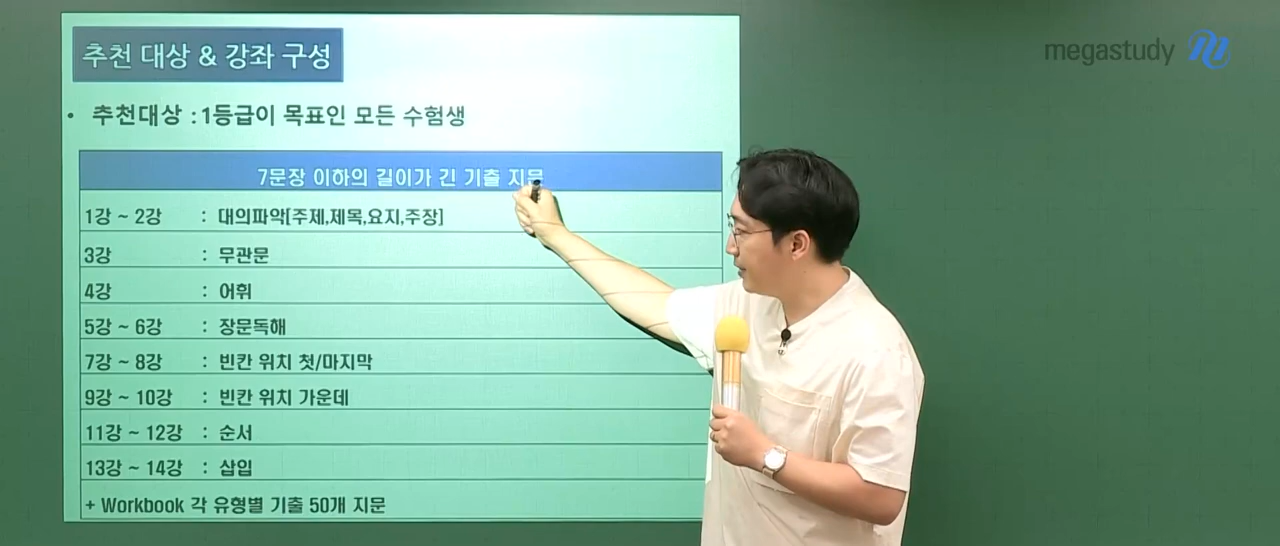 추천 대상 & 강좌 구성
megastudy
• 추천대상 : 1등급이 목표인 모든 수험생
7문장 이하의 길이가 긴 기출 지문
1강 ~ 2강 : 대의파악[주제,제목,요지,주장]
3강 : 무관문
4강 : 어휘
5강 ~ 6강 : 장문독해
7강 ~ 8강 : 빈칸 위치 첫/마지막
9강 ~ 10강 : 빈칸 위치 가운데
11강 ~ 12강 : 순서
13강 ~ 14강 : 삽입
+ Workbook 각 유형별 기출 50개 지문